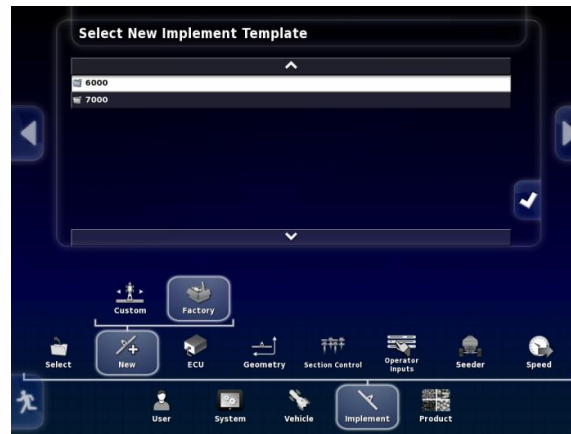 Select New Implement Template
6000
7000
Custom
Factory
Select
New
ECU
Geometry
Section Control
Operator
Inputs
Seeder
Speed
User
System
Vehicle
Implement
Product